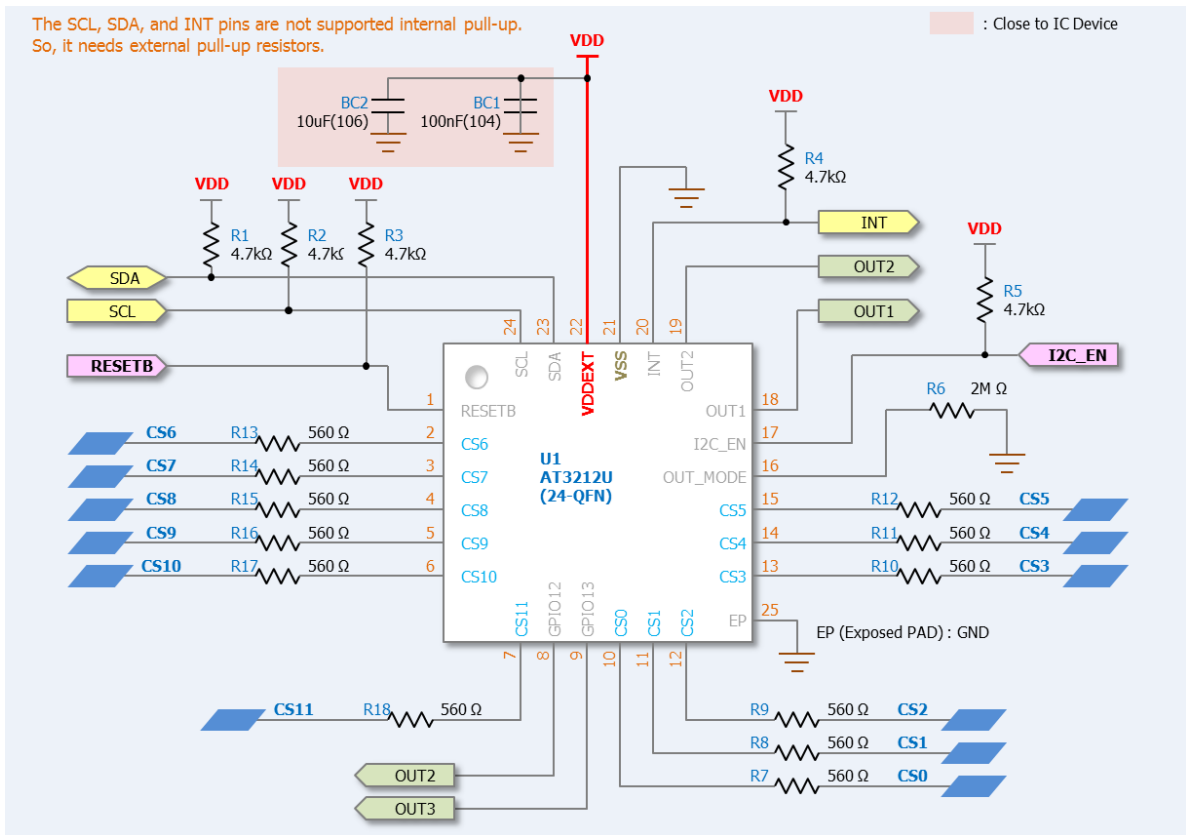 The SCL, SDA, and INT pins are not supported internal pull-up.
So, it needs external pull-up resistors.
: Close to IC Device
VDD
BC2
10uF(106)
BC1
100nF(104)
VDD
R4
4.7kΩ
INT
VDD
R1
4.7kΩ
VDD
R2
4.7kΩ
VDD
R3
4.7kΩ
VDD
R5
4.7kΩ
SDA
SCL
RESETB
OUT2
OUT1
I2C_EN
24
23
22
21
20
19
SCL
SDA
VDDEXT
VSS
INT
OUT2
1
RESETB
2
CS6
3
CS7
4
CS8
5
CS9
6
CS10
CS6
R13
560 Ω
CS7
R14
560 Ω
CS8
R15
560 Ω
CS9
R16
560 Ω
CS10
R17
560 Ω
U1
AT3212U
(24-QFN)
OUT1
18
I2C_EN
17
OUT_MODE
16
CS5
15
CS4
14
CS3
13
EP
25
R6
2M Ω
R12
560 Ω
CS5
R11
560 Ω
CS4
R10
560 Ω
CS3
EP (Exposed PAD) : GND
CS11
GPIO12
GPIO13
CS0
CS1
CS2
7
8
9
10
11
12
CS11
R18
560 Ω
OUT2
OUT3
R9
560 Ω
CS2
R8
560 Ω
CS1
R7
560 Ω
CS0